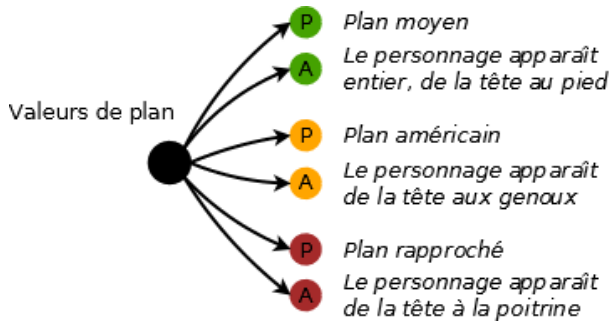 Valeurs de plan
P Plan moyen
A Le personnage apparaît
entier, de la tête au pied
P Plan américain
A Le personnage apparaît
de la tête aux genoux
P Plan rapproché
A Le personnage apparaît
de la tête à la poitrine